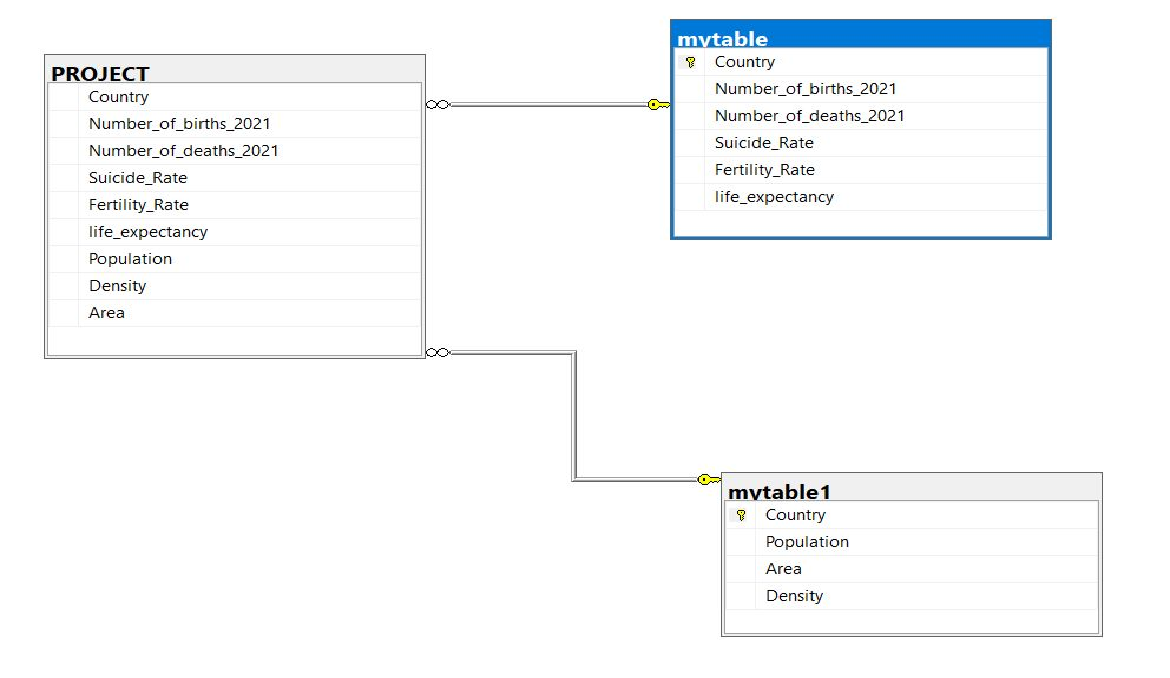 PROJECT
Country
Number_of_births_2021
Number_of_deaths_2021
Suicide_Rate
Fertility_Rate
life_expectancy
Population
Density
Area
mytable
Country
Number_of_births_2021
Number_of_deaths_2021
Suicide_Rate
Fertility_Rate
life_expectancy
mytable1
Country
Population
Area
Density